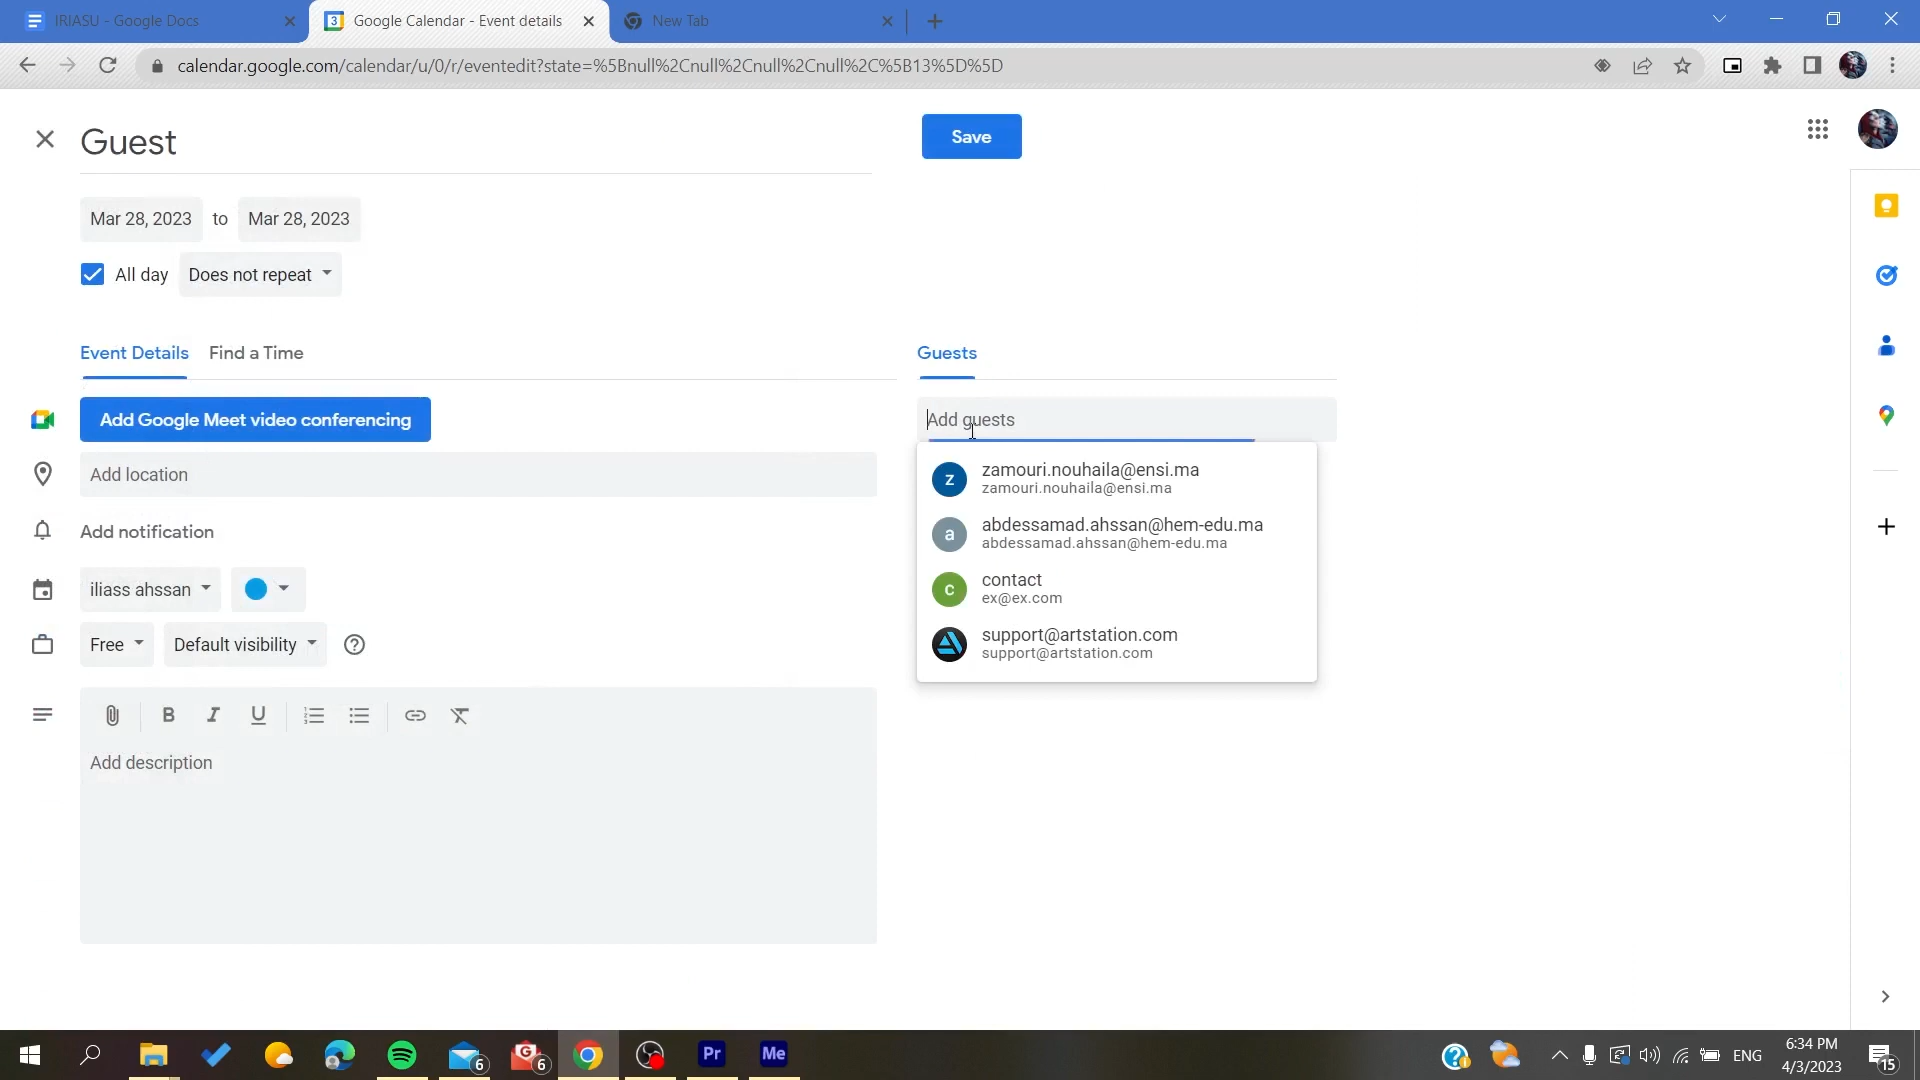 IRIASU - Google Docs
Google Calendar - Event details
New Tab
calendar.google.com/calendar/u/0/r/eventedit?state=%5Bnull%2Cnull%2Cnull%2Cnull%2C%5B13%5D%5D
Guest
Save
Mar 28, 2023 to Mar 28, 2023
All day Does not repeat
Event Details Find a Time
Guests
Add Google Meet video conferencing
Add guests
Add location
zamouri.nouhaila@ensi.ma
zamouri.nouhaila@ensi.ma
abdessamad.ahssan@hem-edu.ma
abdessamad.ahssan@hem-edu.ma
contact
ex@ex.com
support@artstation.com
support@artstation.com
Add notification
iliass ahssan
Free Default visibility
B I U
Add description
6
6
Pr
Me
ENG
6:34 PM
4/3/2023
15